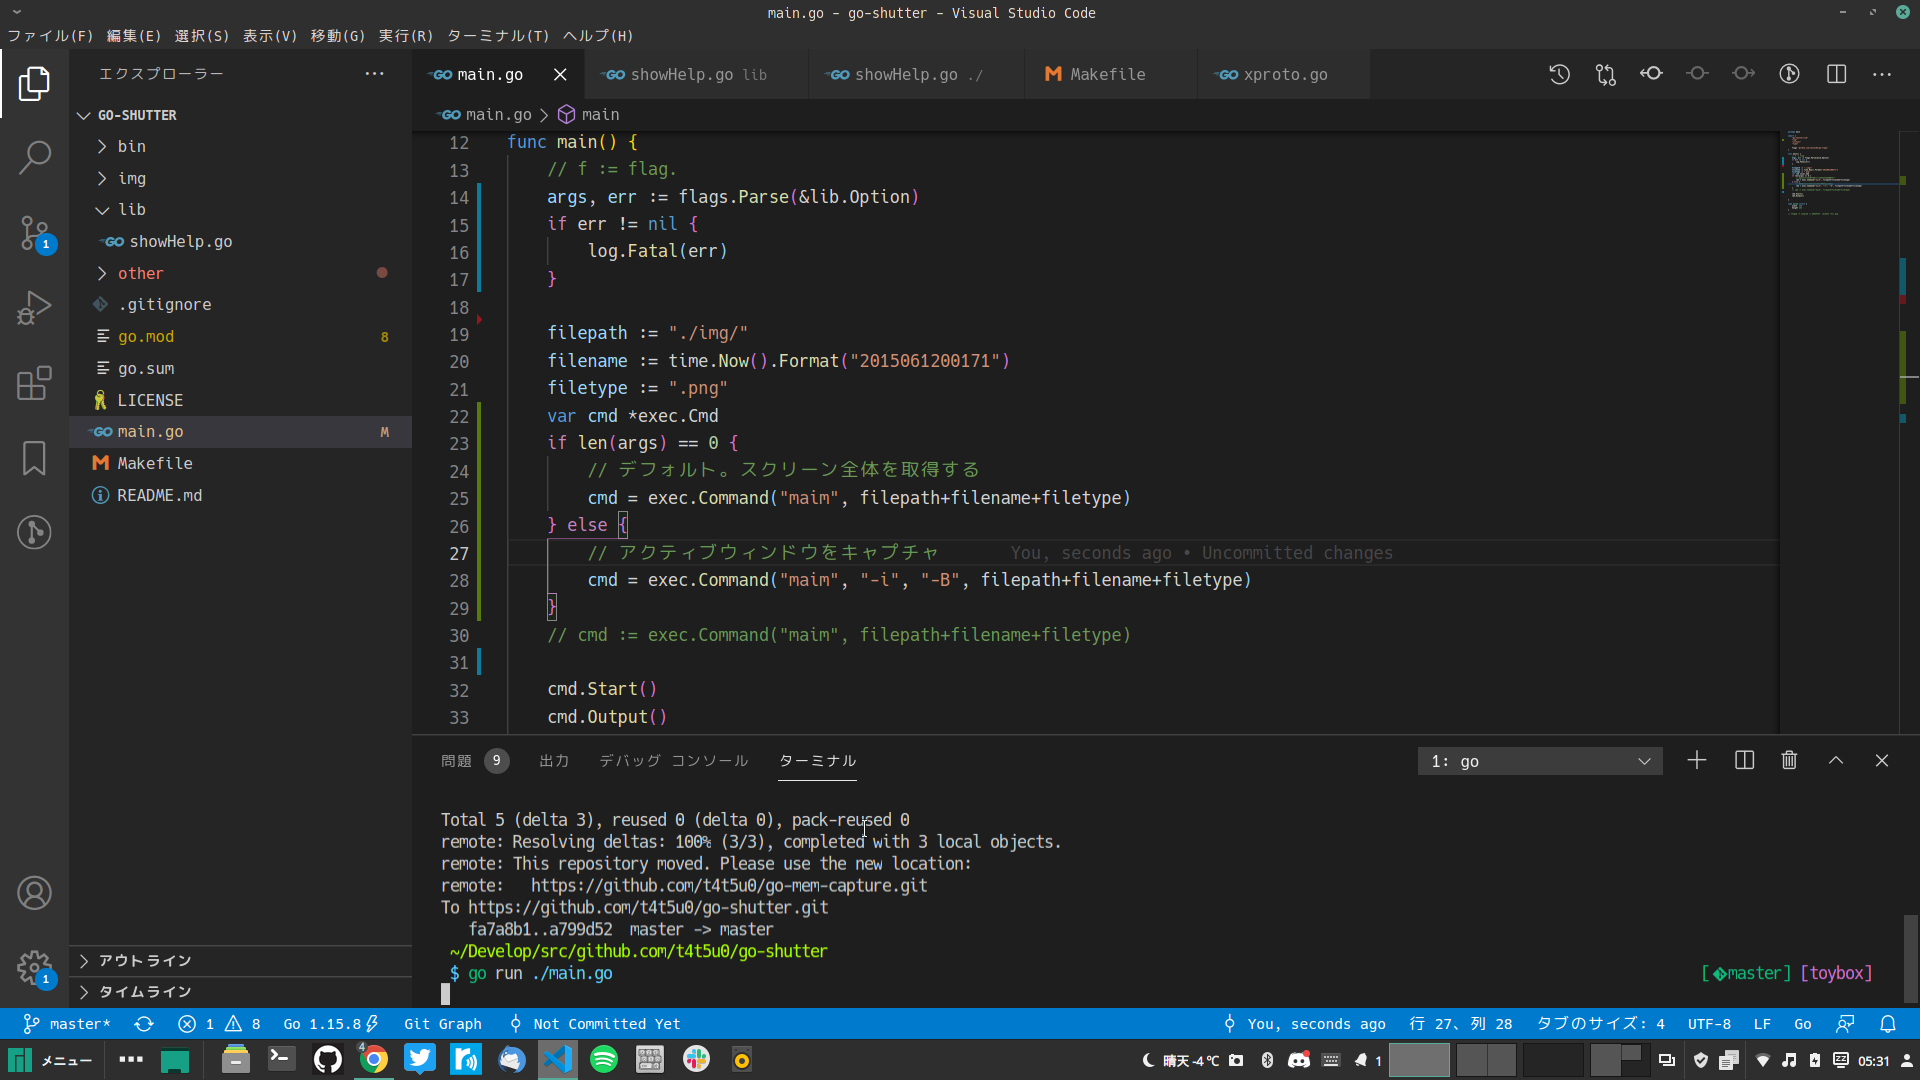 main.go - go-shutter - Visual Studio Code
ファイル(F) 編集(E) 選択(S) 表示(V) 移動(G) 実行(R) ターミナル(T) ヘルプ(H)
エクスプローラー
GO-SHUTTER
bin
img
lib
showHelp.go
other
.gitignore
go.mod 8
go.sum
LICENSE
main.go M
Makefile
README.md
アウトライン
タイムライン
1
1
main.go showHelp.go lib showHelp.go ./ Makefile xproto.go
main.go > main
12 func main() {
13 // f := flag.
14 args, err := flags.Parse(&lib.Option)
15 if err != nil {
16 log.Fatal(err)
17 }
18
19 filepath := "./img/"
20 filename := time.Now().Format("2015061200171")
21 filetype := ".png"
22 var cmd *exec.Cmd
23 if len(args) == 0 {
24 // デフォルト。スクリーン全体を取得する
25 cmd = exec.Command("maim", filepath+filename+filetype)
26 } else {
27 // アクティブウィンドウをキャプチャ You, seconds ago • Uncommitted changes
28 cmd = exec.Command("maim", "-i", "-B", filepath+filename+filetype)
29 }
30 // cmd := exec.Command("maim", filepath+filename+filetype)
31
32 cmd.Start()
33 cmd.Output()
問題 9 出力 デバッグ コンソール ターミナル 1: go
Total 5 (delta 3), reused 0 (delta 0), pack-reused 0
remote: Resolving deltas: 100% (3/3), completed with 3 local objects.
remote: This repository moved. Please use the new location:
remote: https://github.com/t4t5u0/go-mem-capture.git
To https://github.com/t4t5u0/go-shutter.git
fa7a8b1..a799d52 master -> master
~/Develop/src/github.com/t4t5u0/go-shutter
$ go run ./main.go [master] [toybox]
master* 1 8 Go 1.15.8 Git Graph Not Committed Yet You, seconds ago 行 27、列 28 タブのサイズ: 4 UTF-8 LF Go
メニュー 4 晴天 -4 ℃ 1 05:31